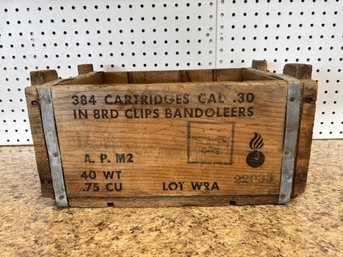 384 CARTRIDGES CAL .30
IN 8RD CLIPS BANDOLEERS
A. P. M2
40 WT
.75 CU
LOT WRA
22033